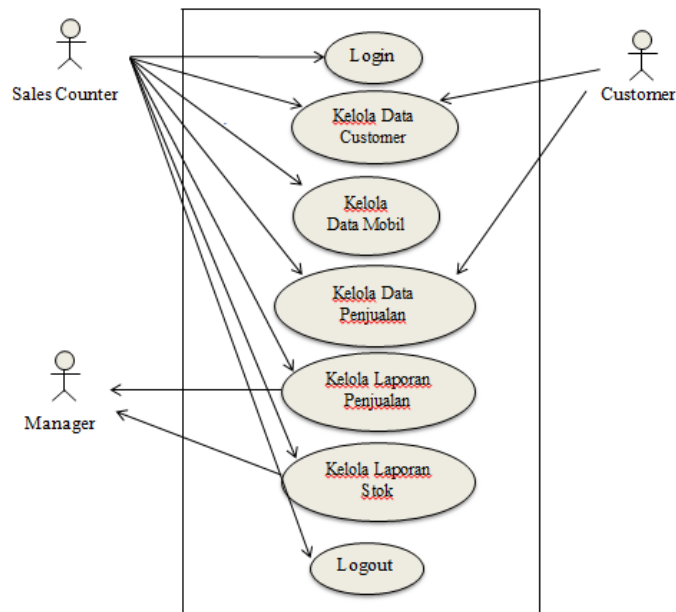 Login
Sales Counter
Customer
Kelola Data
Customer
Kelola
Data Mobil
Kelola Data
Penjualan
Kelola Laporan
Penjualan
Manager
Kelola Laporan
Stok
Logout